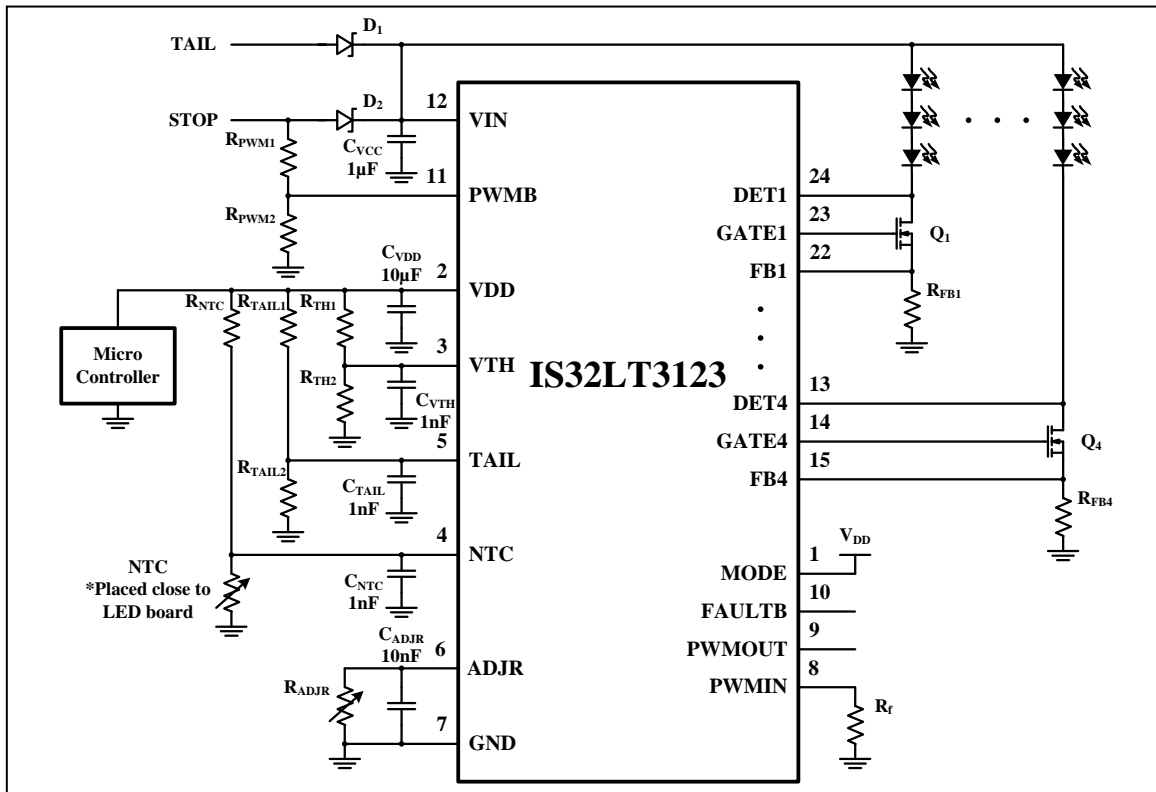 TAIL
D1
STOP
D2
RPWM1
RPWM2
CVCC
1µF
12
VIN
11
PWMB
CVDD
10µF
2
VDD
RNTC
RTAIL1
RTH1
Micro
Controller
3
VTH
RTH2
CVTH
1nF
5
TAIL
RTAIL2
CTAIL
1nF
4
NTC
NTC
*Placed close to
LED board
CNTC
1nF
CADJR
10nF
6
ADJR
RADJR
7
GND
IS32LT3123
24
DET1
23
GATE1
Q1
22
FB1
RFB1
13
DET4
14
GATE4
Q4
15
FB4
RFB4
VDD
1
MODE
10
FAULTB
9
PWMOUT
8
PWMIN
Rf